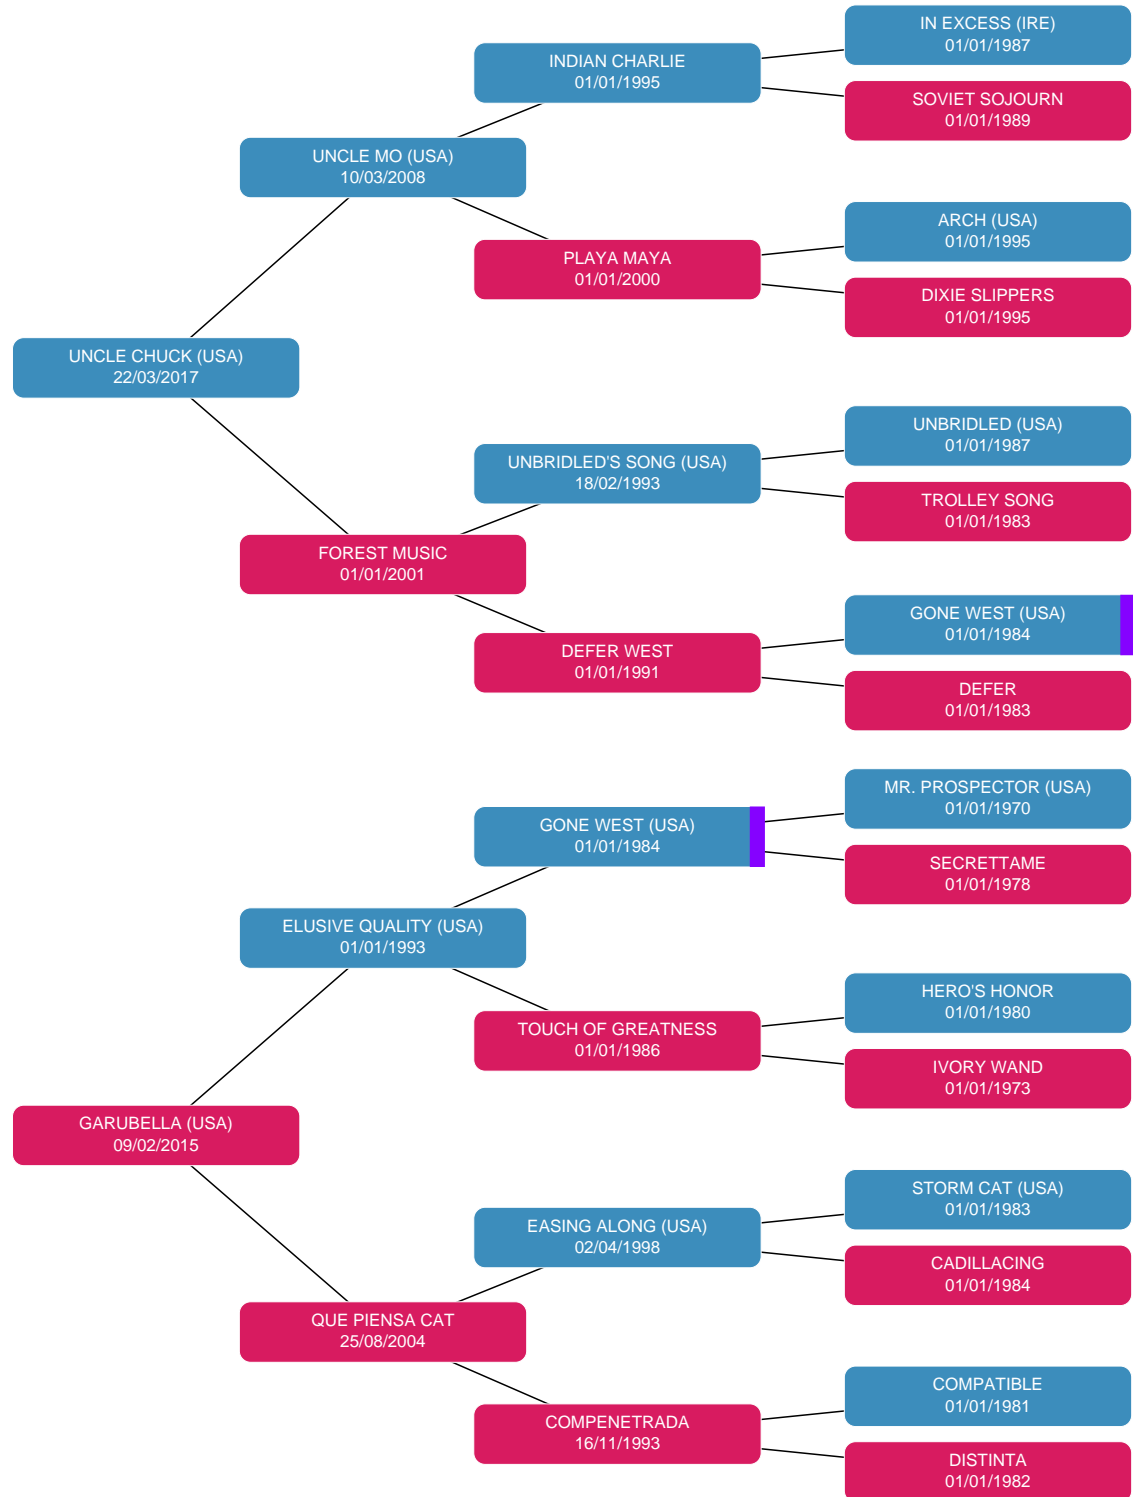 IN EXCESS (IRE)
01/01/1987
INDIAN CHARLIE
01/01/1995
SOVIET SOJOURN
01/01/1989
UNCLE MO (USA)
10/03/2008
ARCH (USA)
01/01/1995
PLAYA MAYA
01/01/2000
DIXIE SLIPPERS
01/01/1995
UNCLE CHUCK (USA)
22/03/2017
UNBRIDLED (USA)
01/01/1987
UNBRIDLED'S SONG (USA)
18/02/1993
TROLLEY SONG
01/01/1983
FOREST MUSIC
01/01/2001
GONE WEST (USA)
01/01/1984
DEFER WEST
01/01/1991
DEFER
01/01/1983
MR. PROSPECTOR (USA)
01/01/1970
GONE WEST (USA)
01/01/1984
SECRETTAME
01/01/1978
ELUSIVE QUALITY (USA)
01/01/1993
HERO'S HONOR
01/01/1980
TOUCH OF GREATNESS
01/01/1986
IVORY WAND
01/01/1973
GARUBELLA (USA)
09/02/2015
STORM CAT (USA)
01/01/1983
EASING ALONG (USA)
02/04/1998
CADILLACING
01/01/1984
QUE PIENSA CAT
25/08/2004
COMPATIBLE
01/01/1981
COMPENETRADA
16/11/1993
DISTINTA
01/01/1982